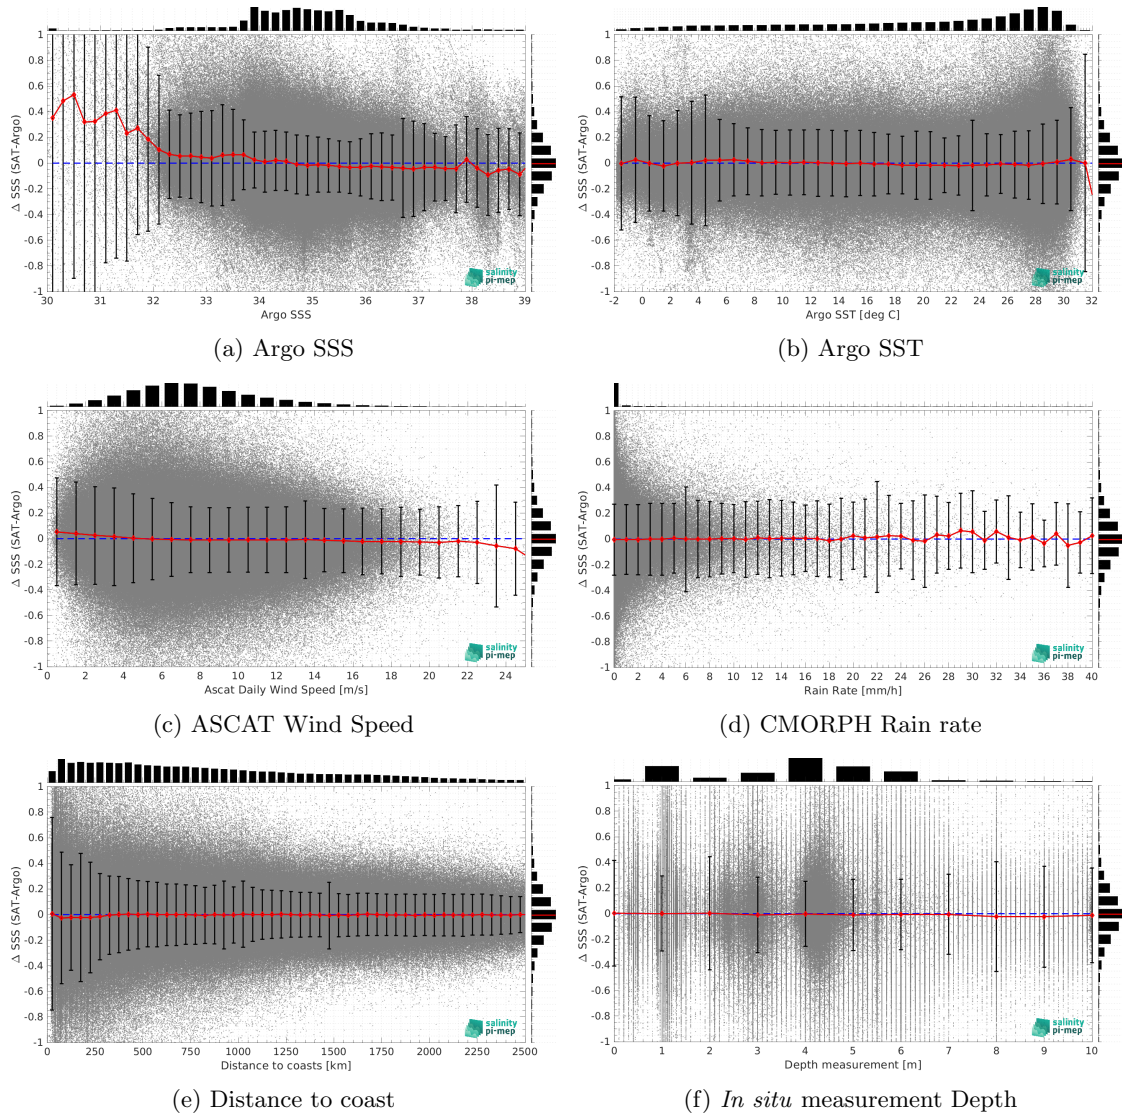 1
0.8
0.6
0.4
0.2
0
-0.2
-0.4
-0.6
-0.8
-1
Δ SSS (SAT-Argo)
30 31 32 33 34 35 36 37 38 39
Argo SSS
salinity
pi-mep
(a) Argo SSS
1
0.8
0.6
0.4
0.2
0
-0.2
-0.4
-0.6
-0.8
-1
Δ SSS (SAT-Argo)
-2 0 2 4 6 8 10 12 14 16 18 20 22 24 26 28 30 32
Argo SST [deg C]
salinity
pi-mep
(b) Argo SST
1
0.8
0.6
0.4
0.2
0
-0.2
-0.4
-0.6
-0.8
-1
Δ SSS (SAT-Argo)
0 2 4 6 8 10 12 14 16 18 20 22 24
Ascat Daily Wind Speed [m/s]
salinity
pi-mep
(c) ASCAT Wind Speed
1
0.8
0.6
0.4
0.2
0
-0.2
-0.4
-0.6
-0.8
-1
Δ SSS (SAT-Argo)
0 2 4 6 8 10 12 14 16 18 20 22 24 26 28 30 32 34 36 38 40
Rain Rate [mm/h]
salinity
pi-mep
(d) CMORPH Rain rate
1
0.8
0.6
0.4
0.2
0
-0.2
-0.4
-0.6
-0.8
-1
Δ SSS (SAT-Argo)
0 250 500 750 1000 1250 1500 1750 2000 2250 2500
Distance to coasts [km]
salinity
pi-mep
(e) Distance to coast
1
0.8
0.6
0.4
0.2
0
-0.2
-0.4
-0.6
-0.8
-1
Δ SSS (SAT-Argo)
0 1 2 3 4 5 6 7 8 9 10
Depth measurement [m]
salinity
pi-mep
(f) In situ measurement Depth